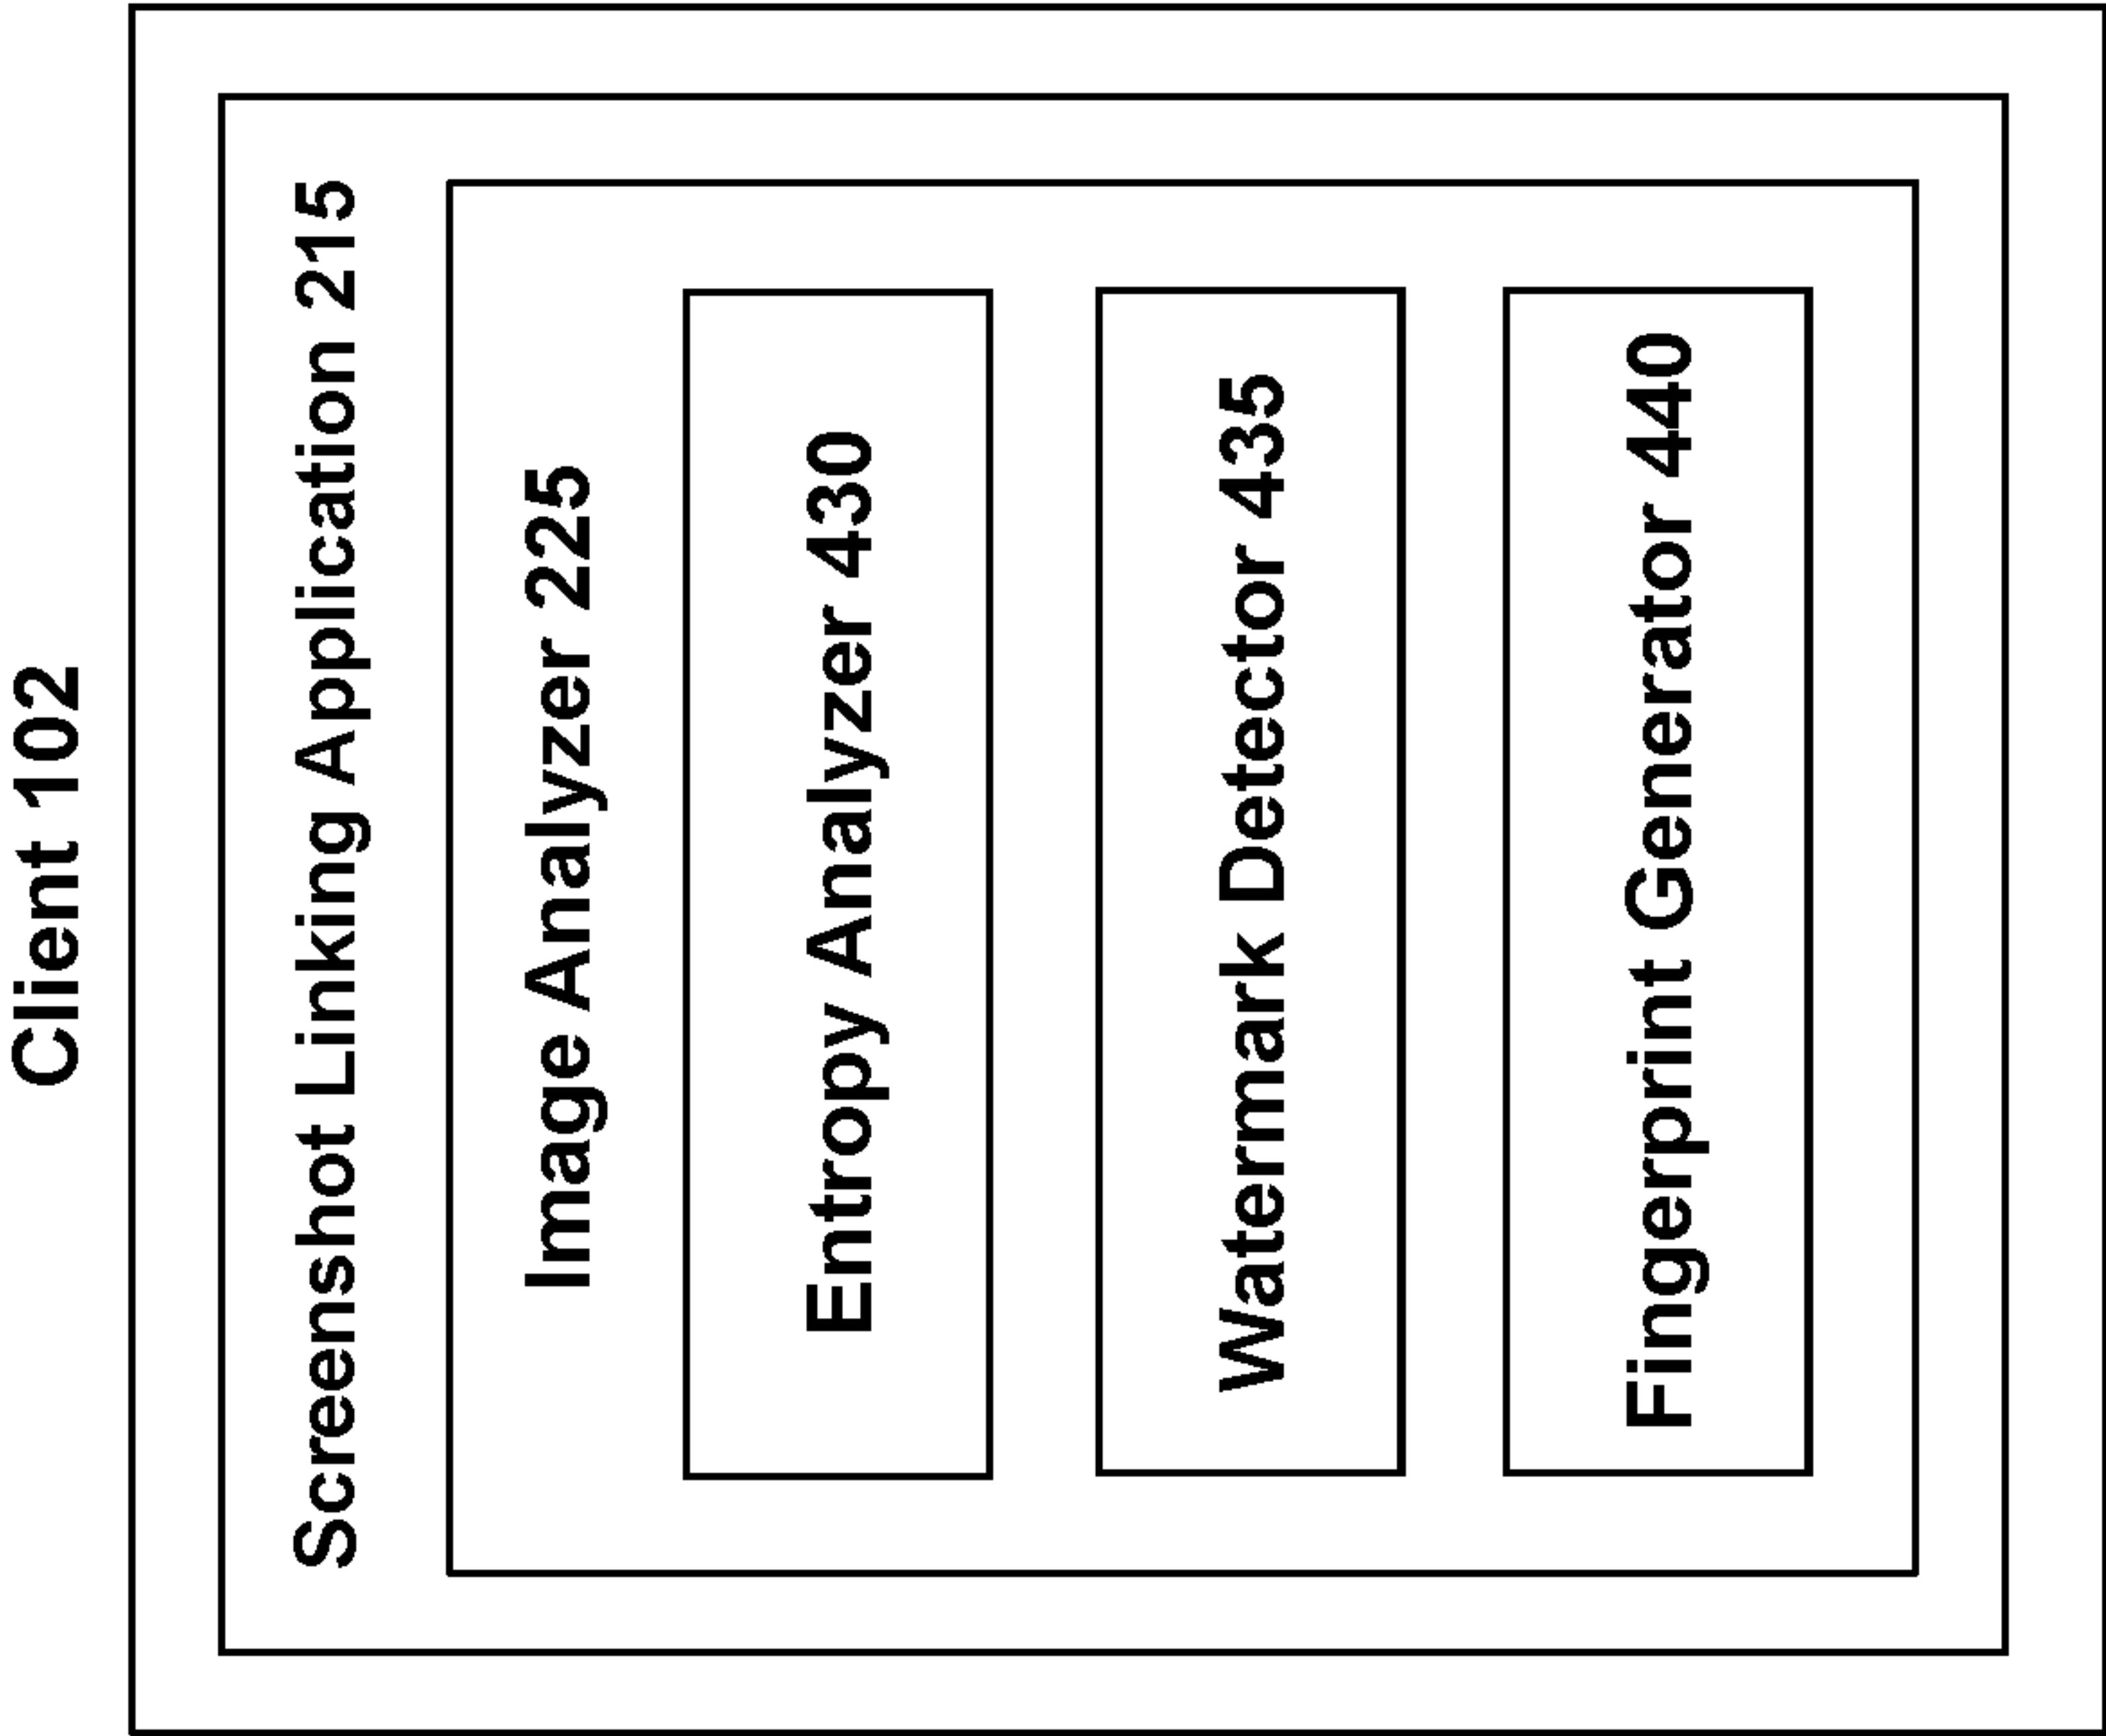 Client 102
Screenshot Linking Application 215
Image Analyzer 225
Entropy Analyzer 430
Watermark Detector 435
Fingerprint Generator 440